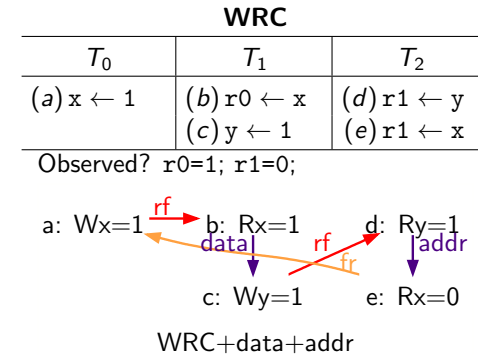 WRC
T0 T1 T2
(a) x ← 1 (b) r0 ← x (d) r1 ← y
(c) y ← 1 (e) r1 ← x
Observed? r0=1; r1=0;
a: Wx=1 rf b: Rx=1 rf d: Ry=1
data fr addr
c: Wy=1 e: Rx=0
WRC+data+addr